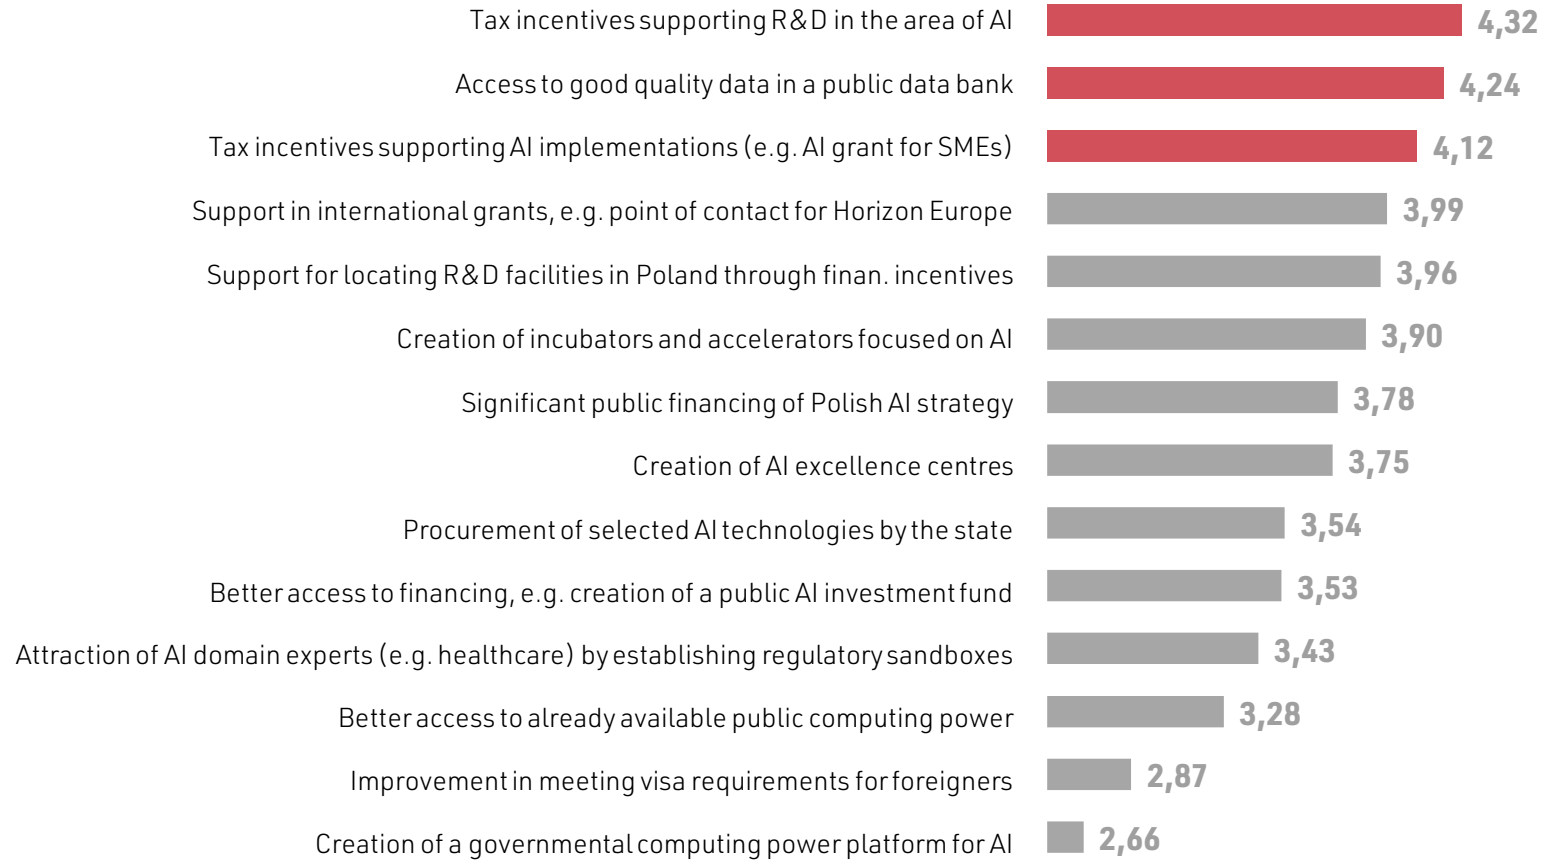 Tax incentives supporting R&D in the area of AI 4,32
Access to good quality data in a public data bank 4,24
Tax incentives supporting AI implementations (e.g. AI grant for SMEs) 4,12
Support in international grants, e.g. point of contact for Horizon Europe 3,99
Support for locating R&D facilities in Poland through finan. incentives 3,96
Creation of incubators and accelerators focused on AI 3,90
Significant public financing of Polish AI strategy 3,78
Creation of AI excellence centres 3,75
Procurement of selected AI technologies by the state 3,54
Better access to financing, e.g. creation of a public AI investment fund 3,53
Attraction of AI domain experts (e.g. healthcare) by establishing regulatory sandboxes 3,43
Better access to already available public computing power 3,28
Improvement in meeting visa requirements for foreigners 2,87
Creation of a governmental computing power platform for AI 2,66